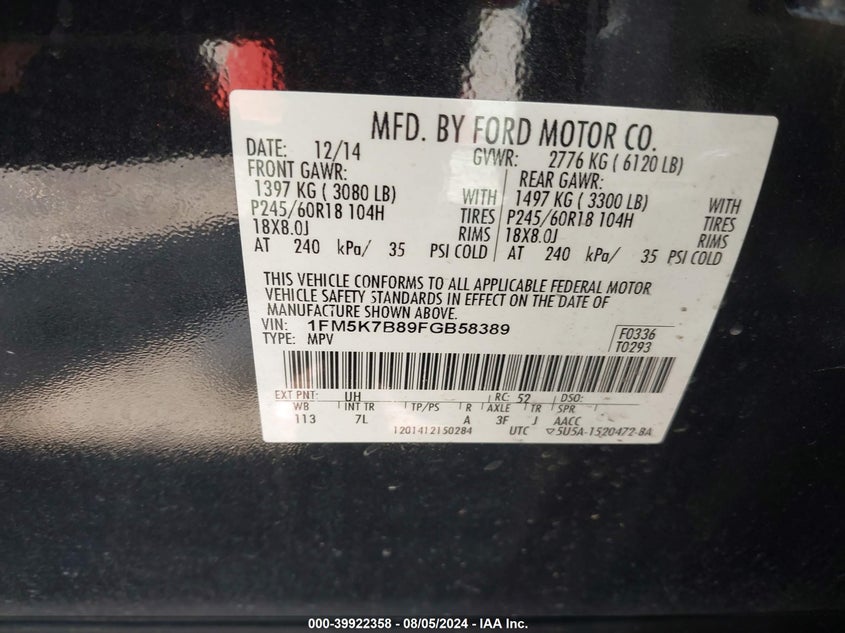 MFD. BY FORD MOTOR CO.
DATE: 12/14 GVWR: 2776 KG ( 6120 LB)
FRONT GAWR: REAR GAWR:
1397 KG ( 3080 LB) WITH 1497 KG ( 3300 LB) WITH
P245/60R18 104H TIRES P245/60R18 104H TIRES
18X8.0J RIMS 18X8.0J RIMS
AT 240 kPa/ 35 PSI COLD AT 240 kPa/ 35 PSI COLD
THIS VEHICLE CONFORMS TO ALL APPLICABLE FEDERAL MOTOR
VEHICLE SAFETY STANDARDS IN EFFECT ON THE DATE OF
MANUFACTURE SHOWN ABOVE.
VIN: 1FM5K7B89FGB58389 F0336
TYPE: MPV T0293
EXT PNT: UH RC: 52 DSO:
WB INT TR TP/PS R AXLE TR SPR
113 7L A 3F J AACC
1201412150284 UTC 5U5A-1520472-BA
000-39922358 - 08/05/2024 - IAA Inc.